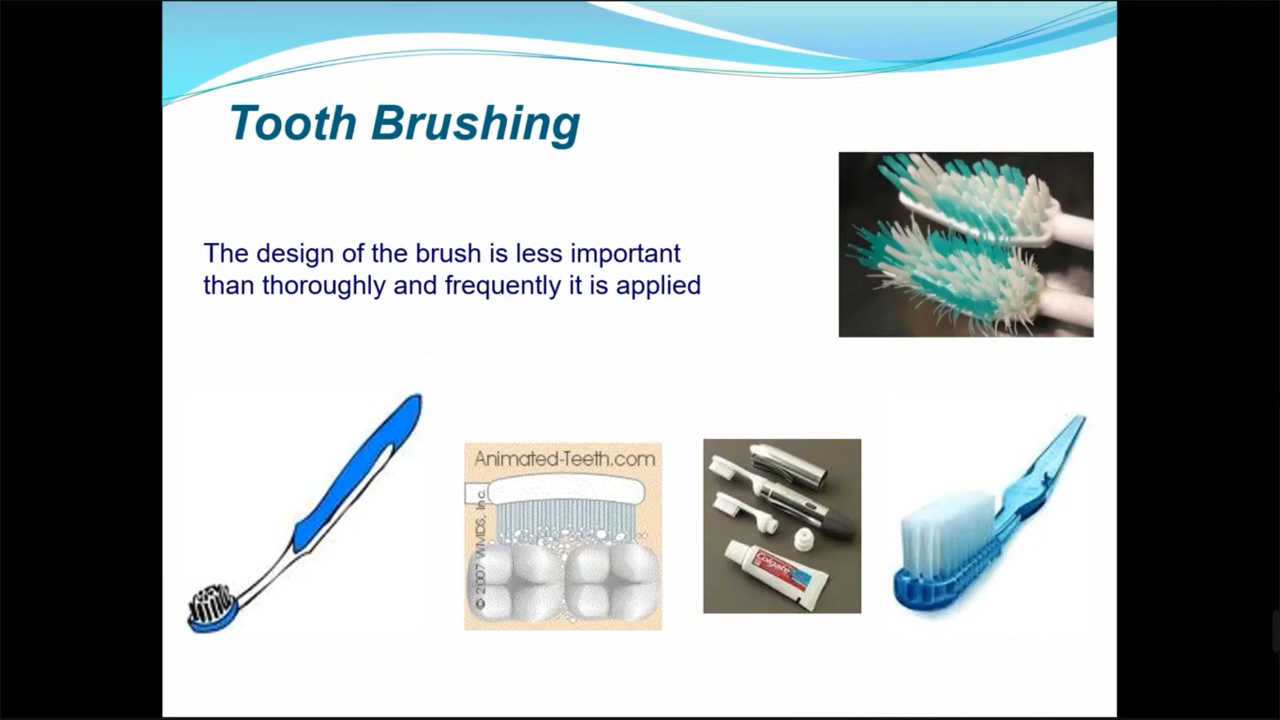 Tooth Brushing
The design of the brush is less important
than thoroughly and frequently it is applied
Animated-Teeth.com
© 2007 WMDS, Inc.
Colgate